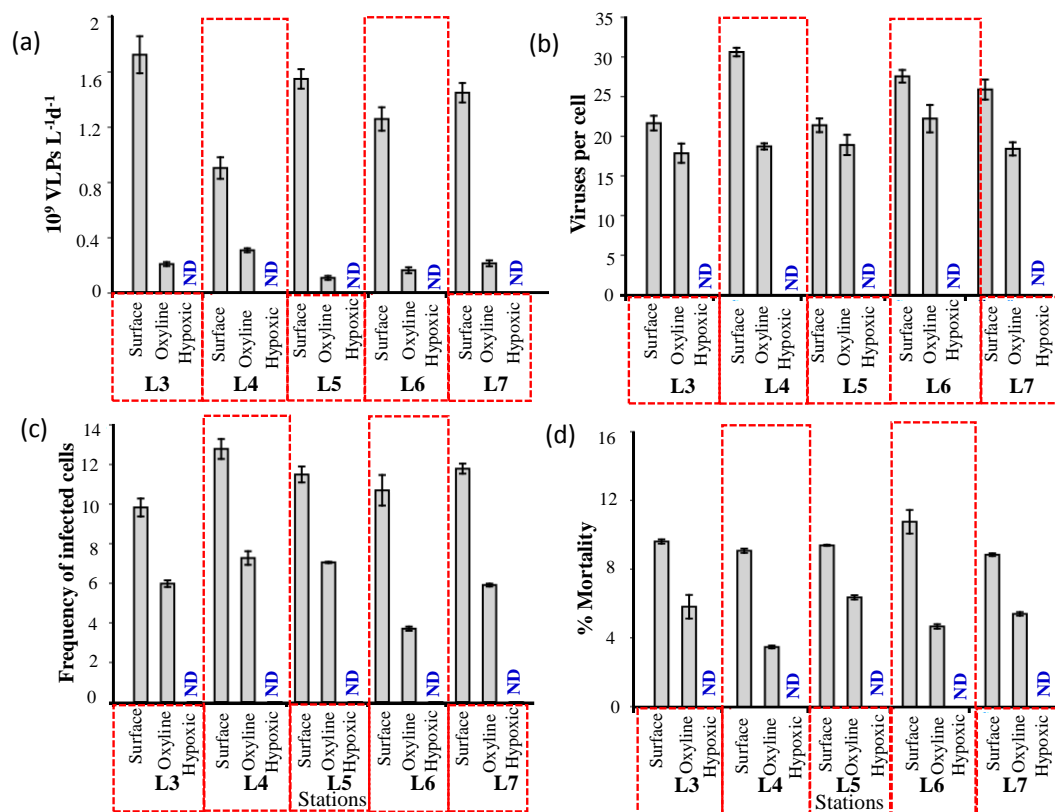 (a)
10⁹ VLPs L⁻¹d⁻¹
2
1.6
1.2
0.8
0.4
0
ND ND ND ND ND
Surface Oxyline Hypoxic Surface Oxyline Hypoxic Surface Oxyline Hypoxic Surface Oxyline Hypoxic Surface Oxyline Hypoxic
L3 L4 L5 L6 L7
(b)
Viruses per cell
35
30
25
20
15
10
5
0
ND ND ND ND ND
Surface Oxyline Hypoxic Surface Oxyline Hypoxic Surface Oxyline Hypoxic Surface Oxyline Hypoxic Surface Oxyline Hypoxic
L3 L4 L5 L6 L7
(c)
Frequency of infected cells
14
12
10
8
6
4
2
0
ND ND ND ND ND
Surface Oxyline Hypoxic Surface Oxyline Hypoxic Surface Oxyline Hypoxic Surface Oxyline Hypoxic Surface Oxyline Hypoxic
L3 L4 L5 L6 L7
Stations
(d)
% Mortality
16
12
8
4
0
ND ND ND ND ND
Surface Oxyline Hypoxic Surface Oxyline Hypoxic Surface Oxyline Hypoxic Surface Oxyline Hypoxic Surface Oxyline Hypoxic
L3 L4 L5 L6 L7
Stations